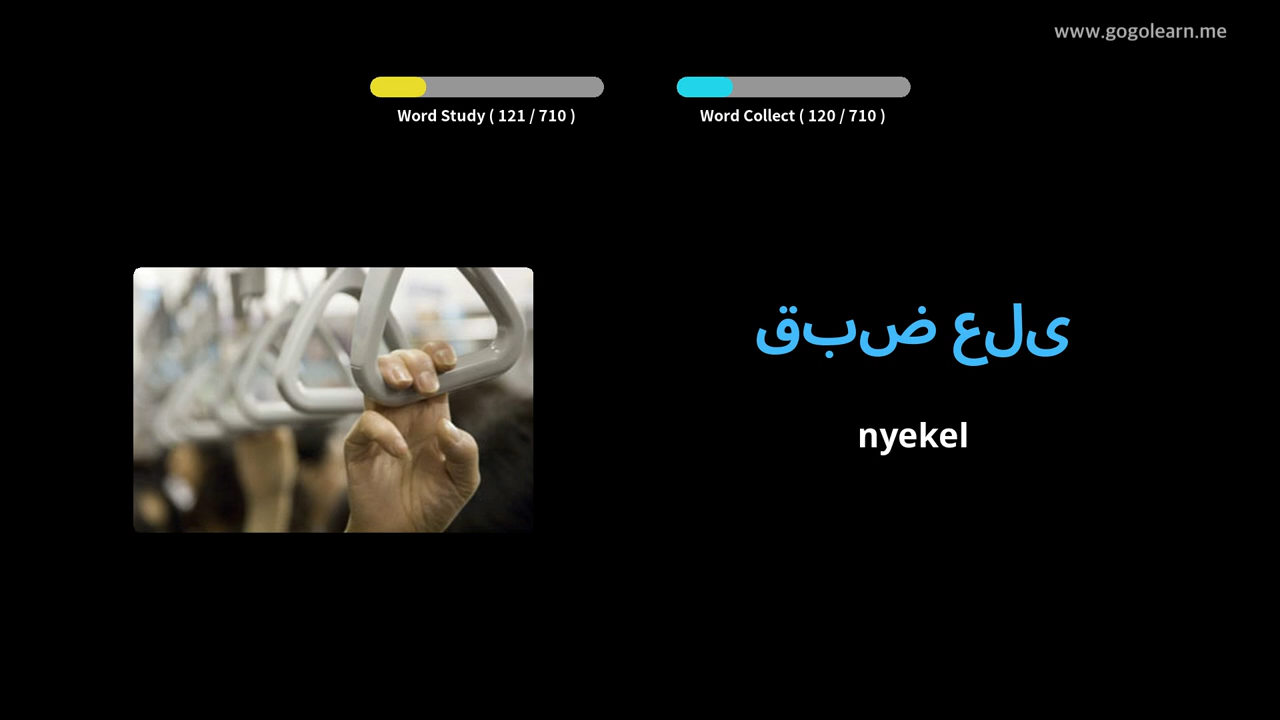 www.gogolearn.me
Word Study ( 121 / 710 )
Word Collect ( 120 / 710 )
قبض على
nyekel